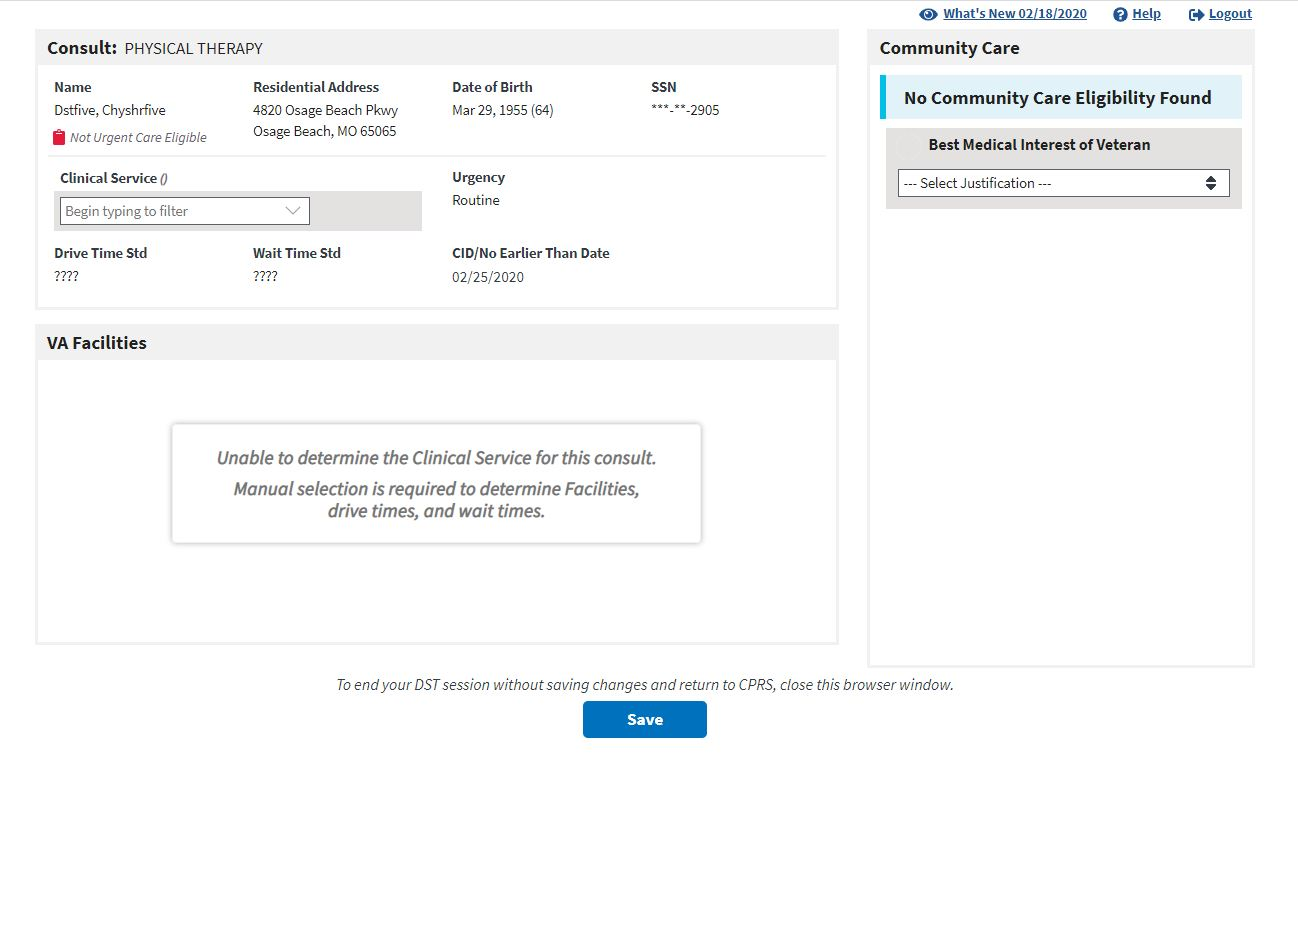 What's New 02/18/2020
Help
Logout
Consult: PHYSICAL THERAPY
Name
Dstfive, Chyshrfive
Not Urgent Care Eligible
Residential Address
4820 Osage Beach Pkwy
Osage Beach, MO 65065
Date of Birth
Mar 29, 1955 (64)
SSN
***-**-2905
Clinical Service ()
Begin typing to filter
Urgency
Routine
Drive Time Std
????
Wait Time Std
????
CID/No Earlier Than Date
02/25/2020
VA Facilities
Unable to determine the Clinical Service for this consult.
Manual selection is required to determine Facilities,
drive times, and wait times.
Community Care
No Community Care Eligibility Found
Best Medical Interest of Veteran
--- Select Justification ---
To end your DST session without saving changes and return to CPRS, close this browser window.
Save